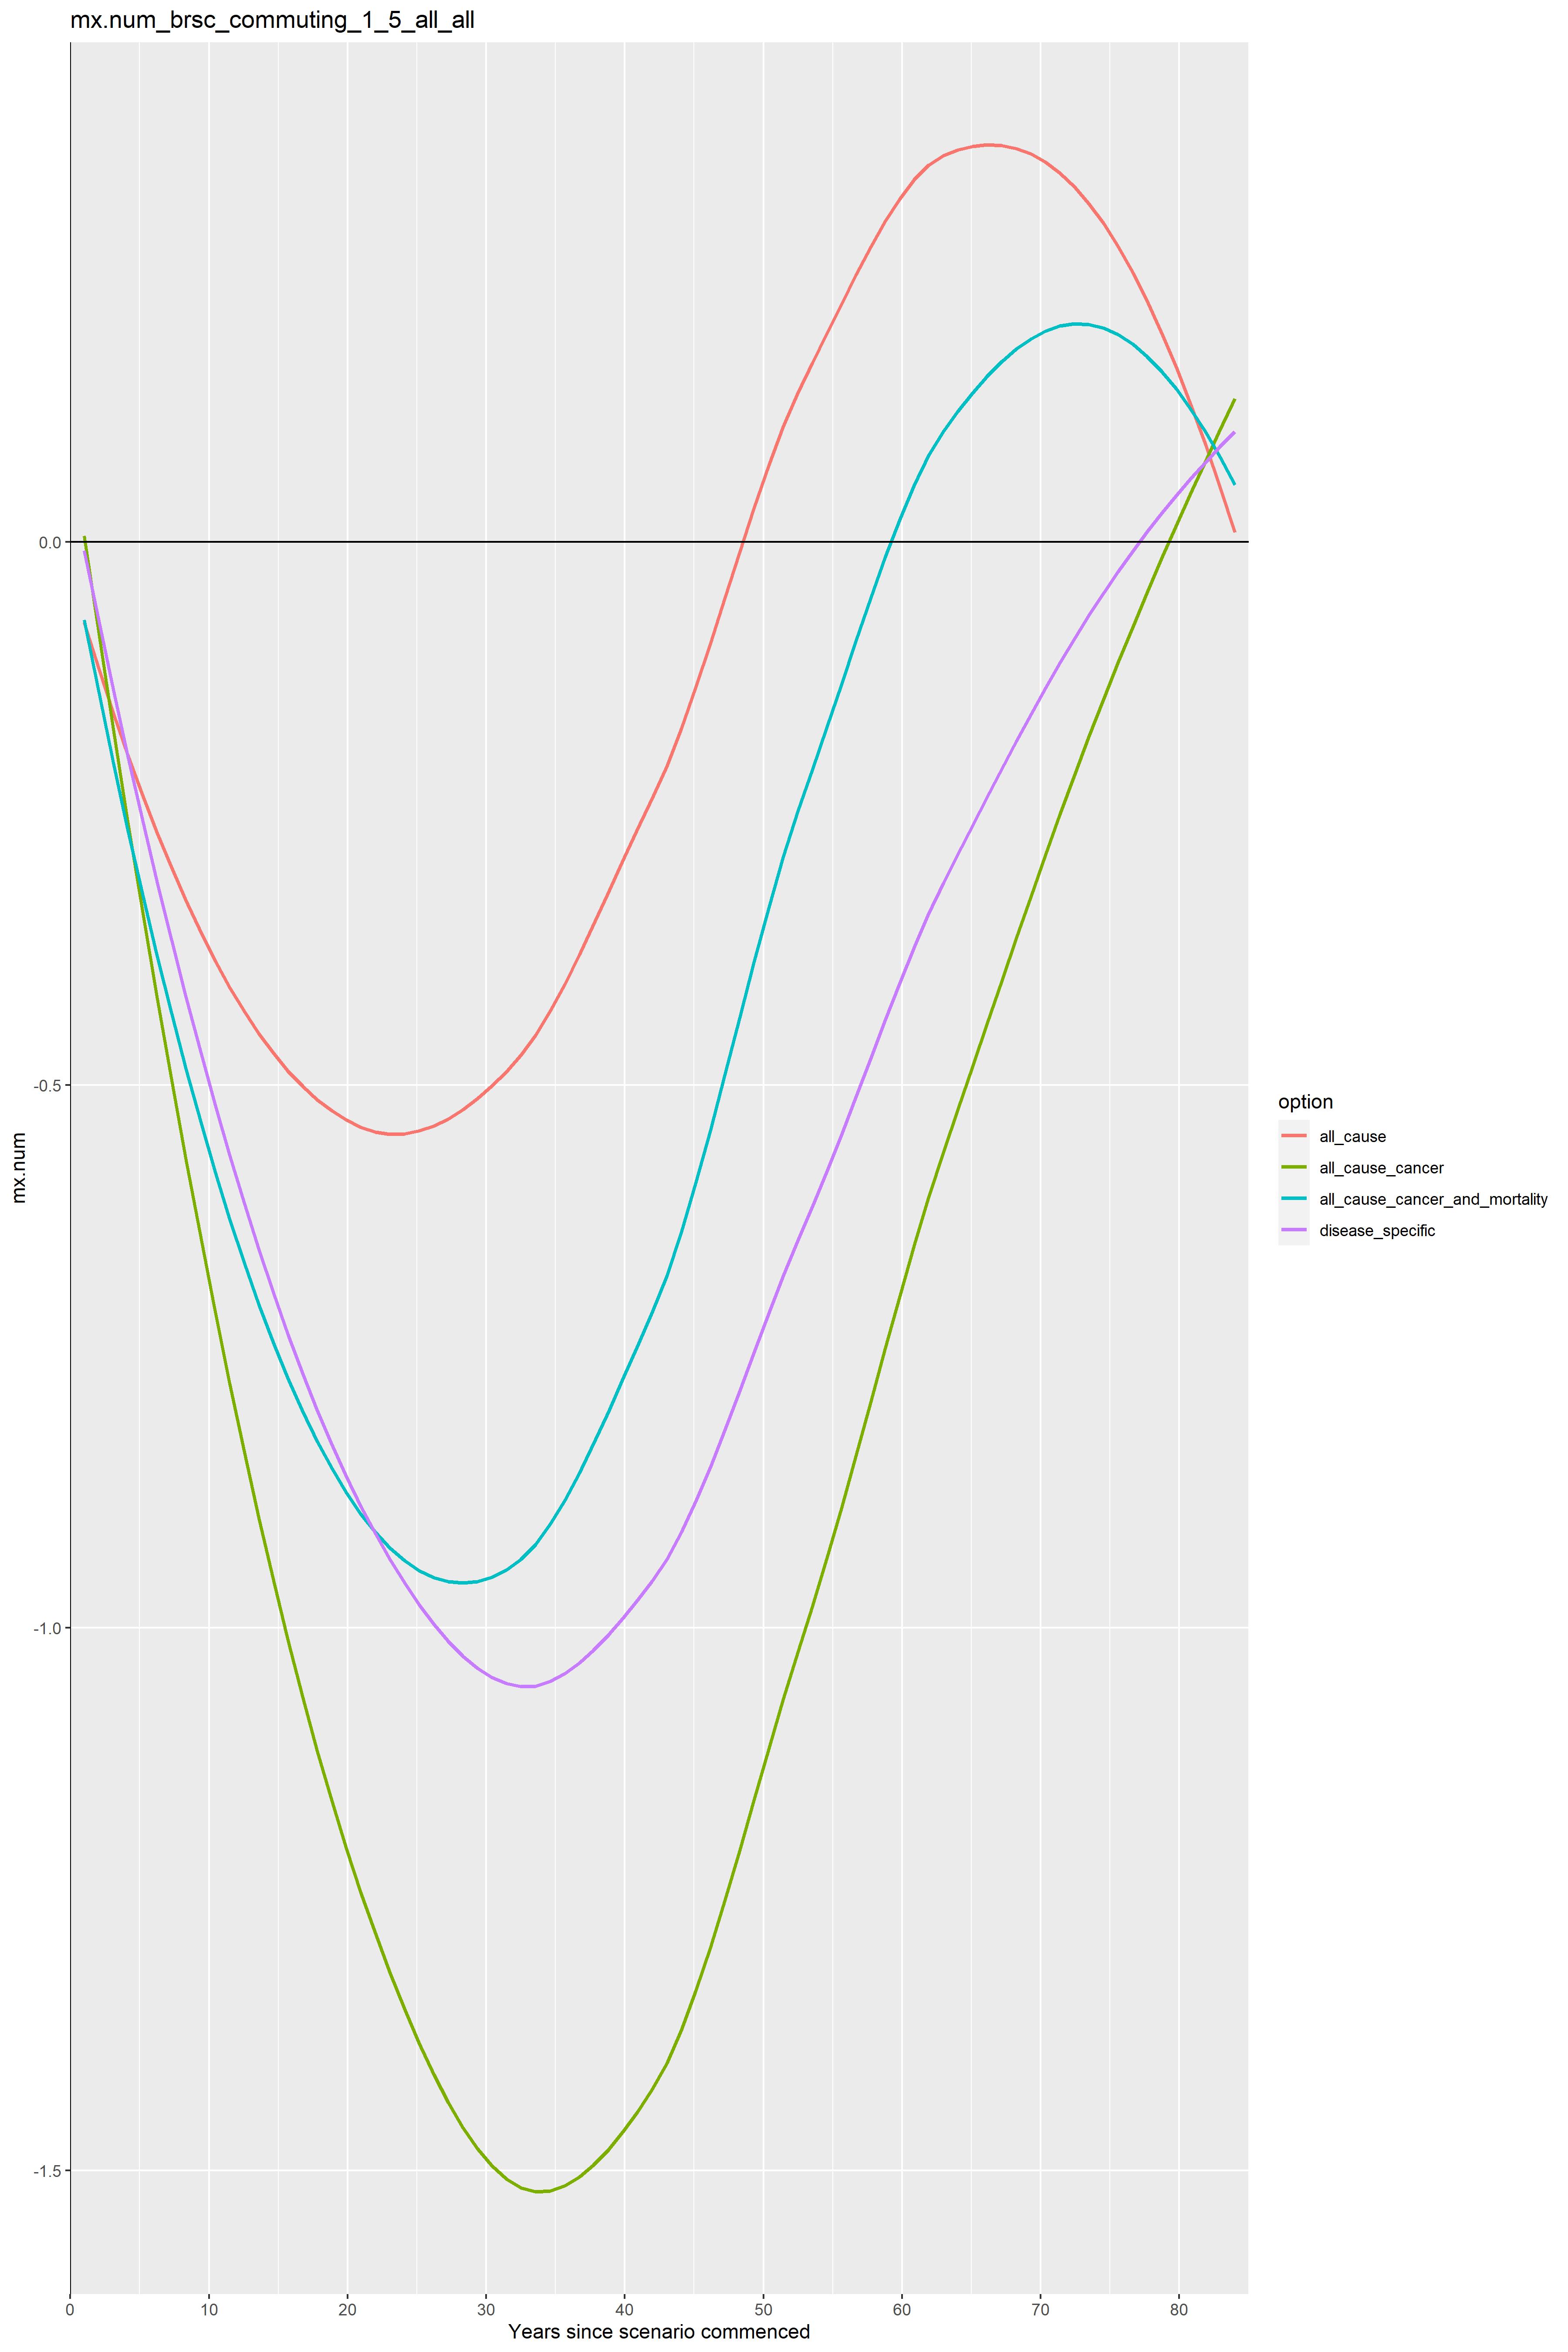 mx.num_brsc_commuting_1_5_all_all
mx.num
0.0
-0.5
-1.0
-1.5
0 10 20 30 40 50 60 70 80
Years since scenario commenced
option
all_cause
all_cause_cancer
all_cause_cancer_and_mortality
disease_specific